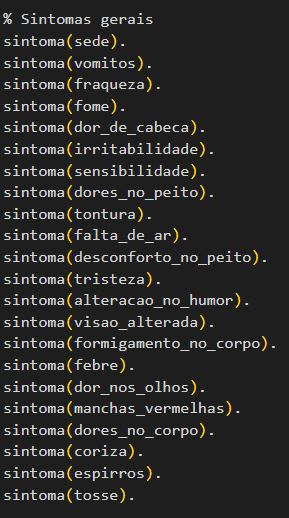 % Sintomas gerais
sintoma(sede).
sintoma(vomitos).
sintoma(fraqueza).
sintoma(fome).
sintoma(dor_de_cabeca).
sintoma(irritabilidade).
sintoma(sensibilidade).
sintoma(dores_no_peito).
sintoma(tontura).
sintoma(falta_de_ar).
sintoma(desconforto_no_peito).
sintoma(tristeza).
sintoma(alteracao_no_humor).
sintoma(visao_alterada).
sintoma(formigamento_no_corpo).
sintoma(febre).
sintoma(dor_nos_olhos).
sintoma(manchas_vermelhas).
sintoma(dores_no_corpo).
sintoma(coriza).
sintoma(espirros).
sintoma(tosse).